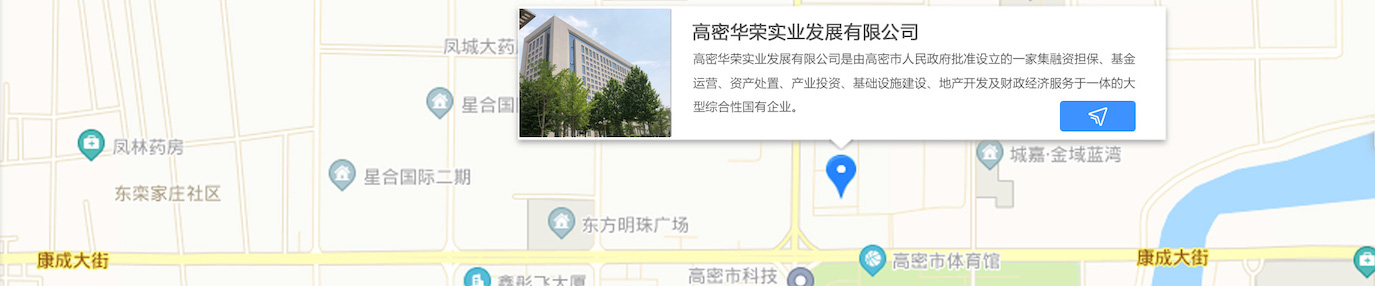 高密华荣实业发展有限公司
高密华荣实业发展有限公司是由高密市人民政府批准设立的一家集融资担保、基金
运营、资产处置、产业投资、基础设施建设、地产开发及财政经济服务于一体的大
型综合性国有企业。
凤城大药
星合国
凤林药房
城嘉·金域蓝湾
星合国际二期
东栾家庄社区
东方明珠广场
康成大街
高密市体育馆
康成大街
鑫彤飞大厦
高密市科技